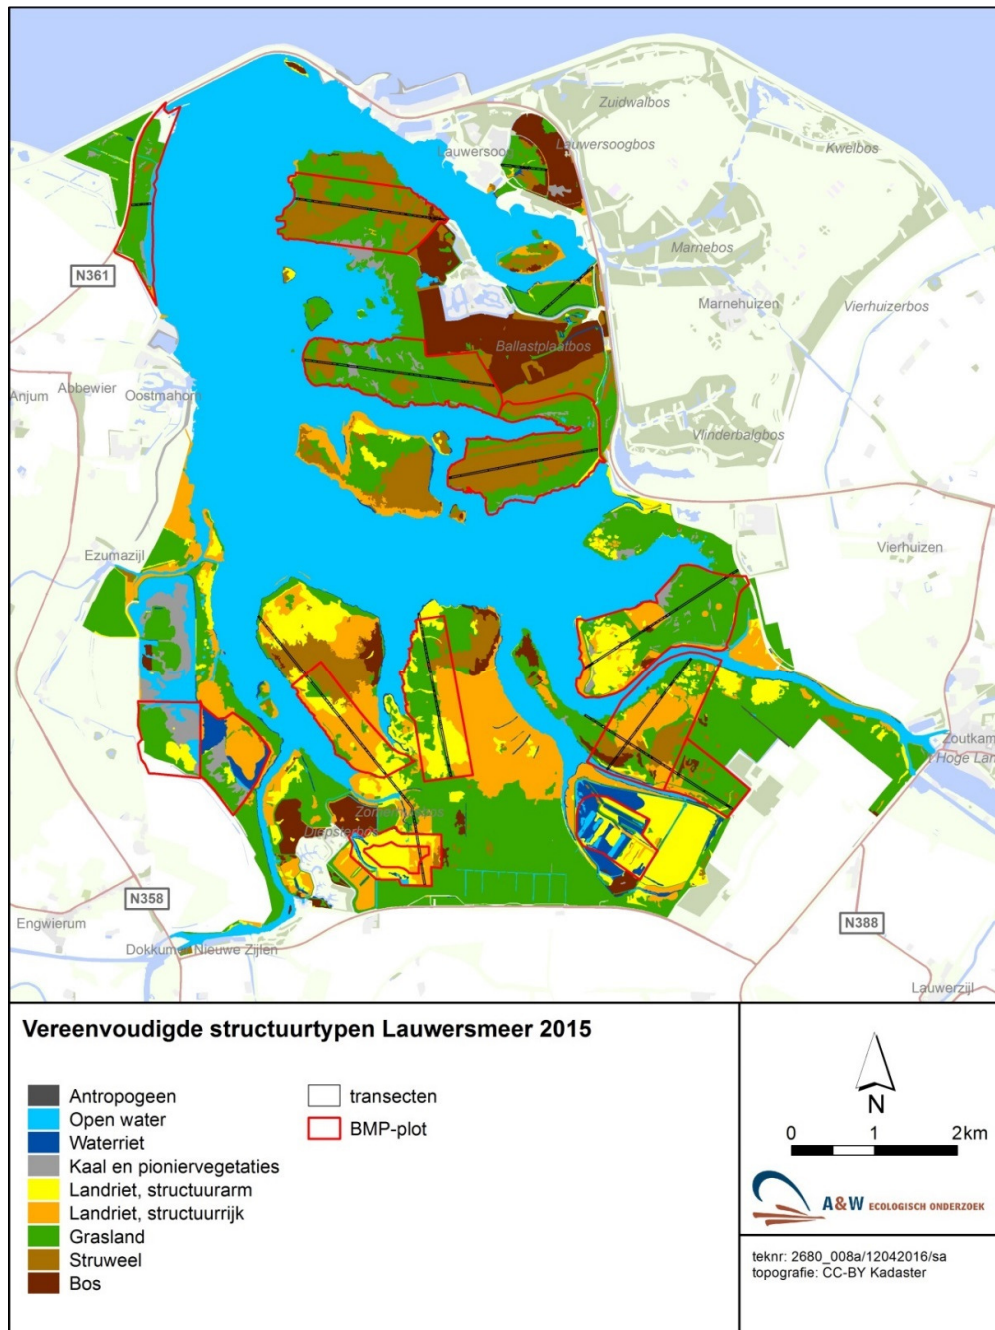 Zuidwalbos
Kwelbos
Lauwersoog
Lauwersoogbos
Marnebos
N361
Marnehuizen
Vierhuizerbos
Ballastplaatbos
Anjum
Abbewier
Oostmahorn
Vlinderbalgbos
Ezumazijl
Vierhuizen
Zoutkamp
Hoge Land
Diepsterbos
N358
Engwierum
N388
Dokkumer Nieuwe Zijlen
Lauwerzijl
Vereenvoudigde structuurtypen Lauwersmeer 2015
Antropogeen
Open water
Waterriet
Kaal en pioniervegetaties
Landriet, structuurarm
Landriet, structuurrijk
Grasland
Struweel
Bos
transecten
BMP-plot
N
0 1 2km
A&W ECOLOGISCH ONDERZOEK
teknr: 2680_008a/12042016/sa
topografie: CC-BY Kadaster